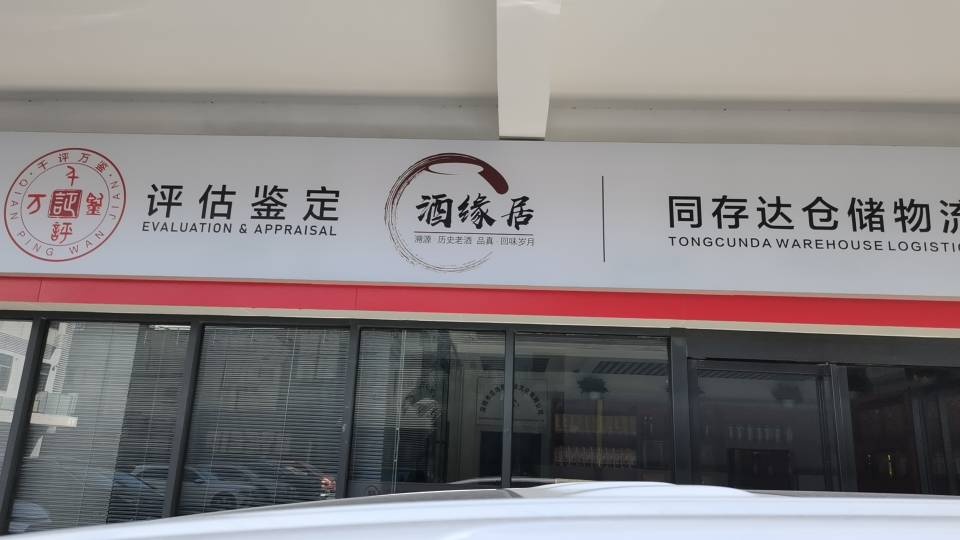 千评万鉴
QIAN PING WAN JIAN
评估鉴定
EVALUATION & APPRAISAL
酒缘居
溯源 历史老酒 品真 回味岁月
同存达仓储物流
TONGCUNDA WAREHOUSE LOGISTIC